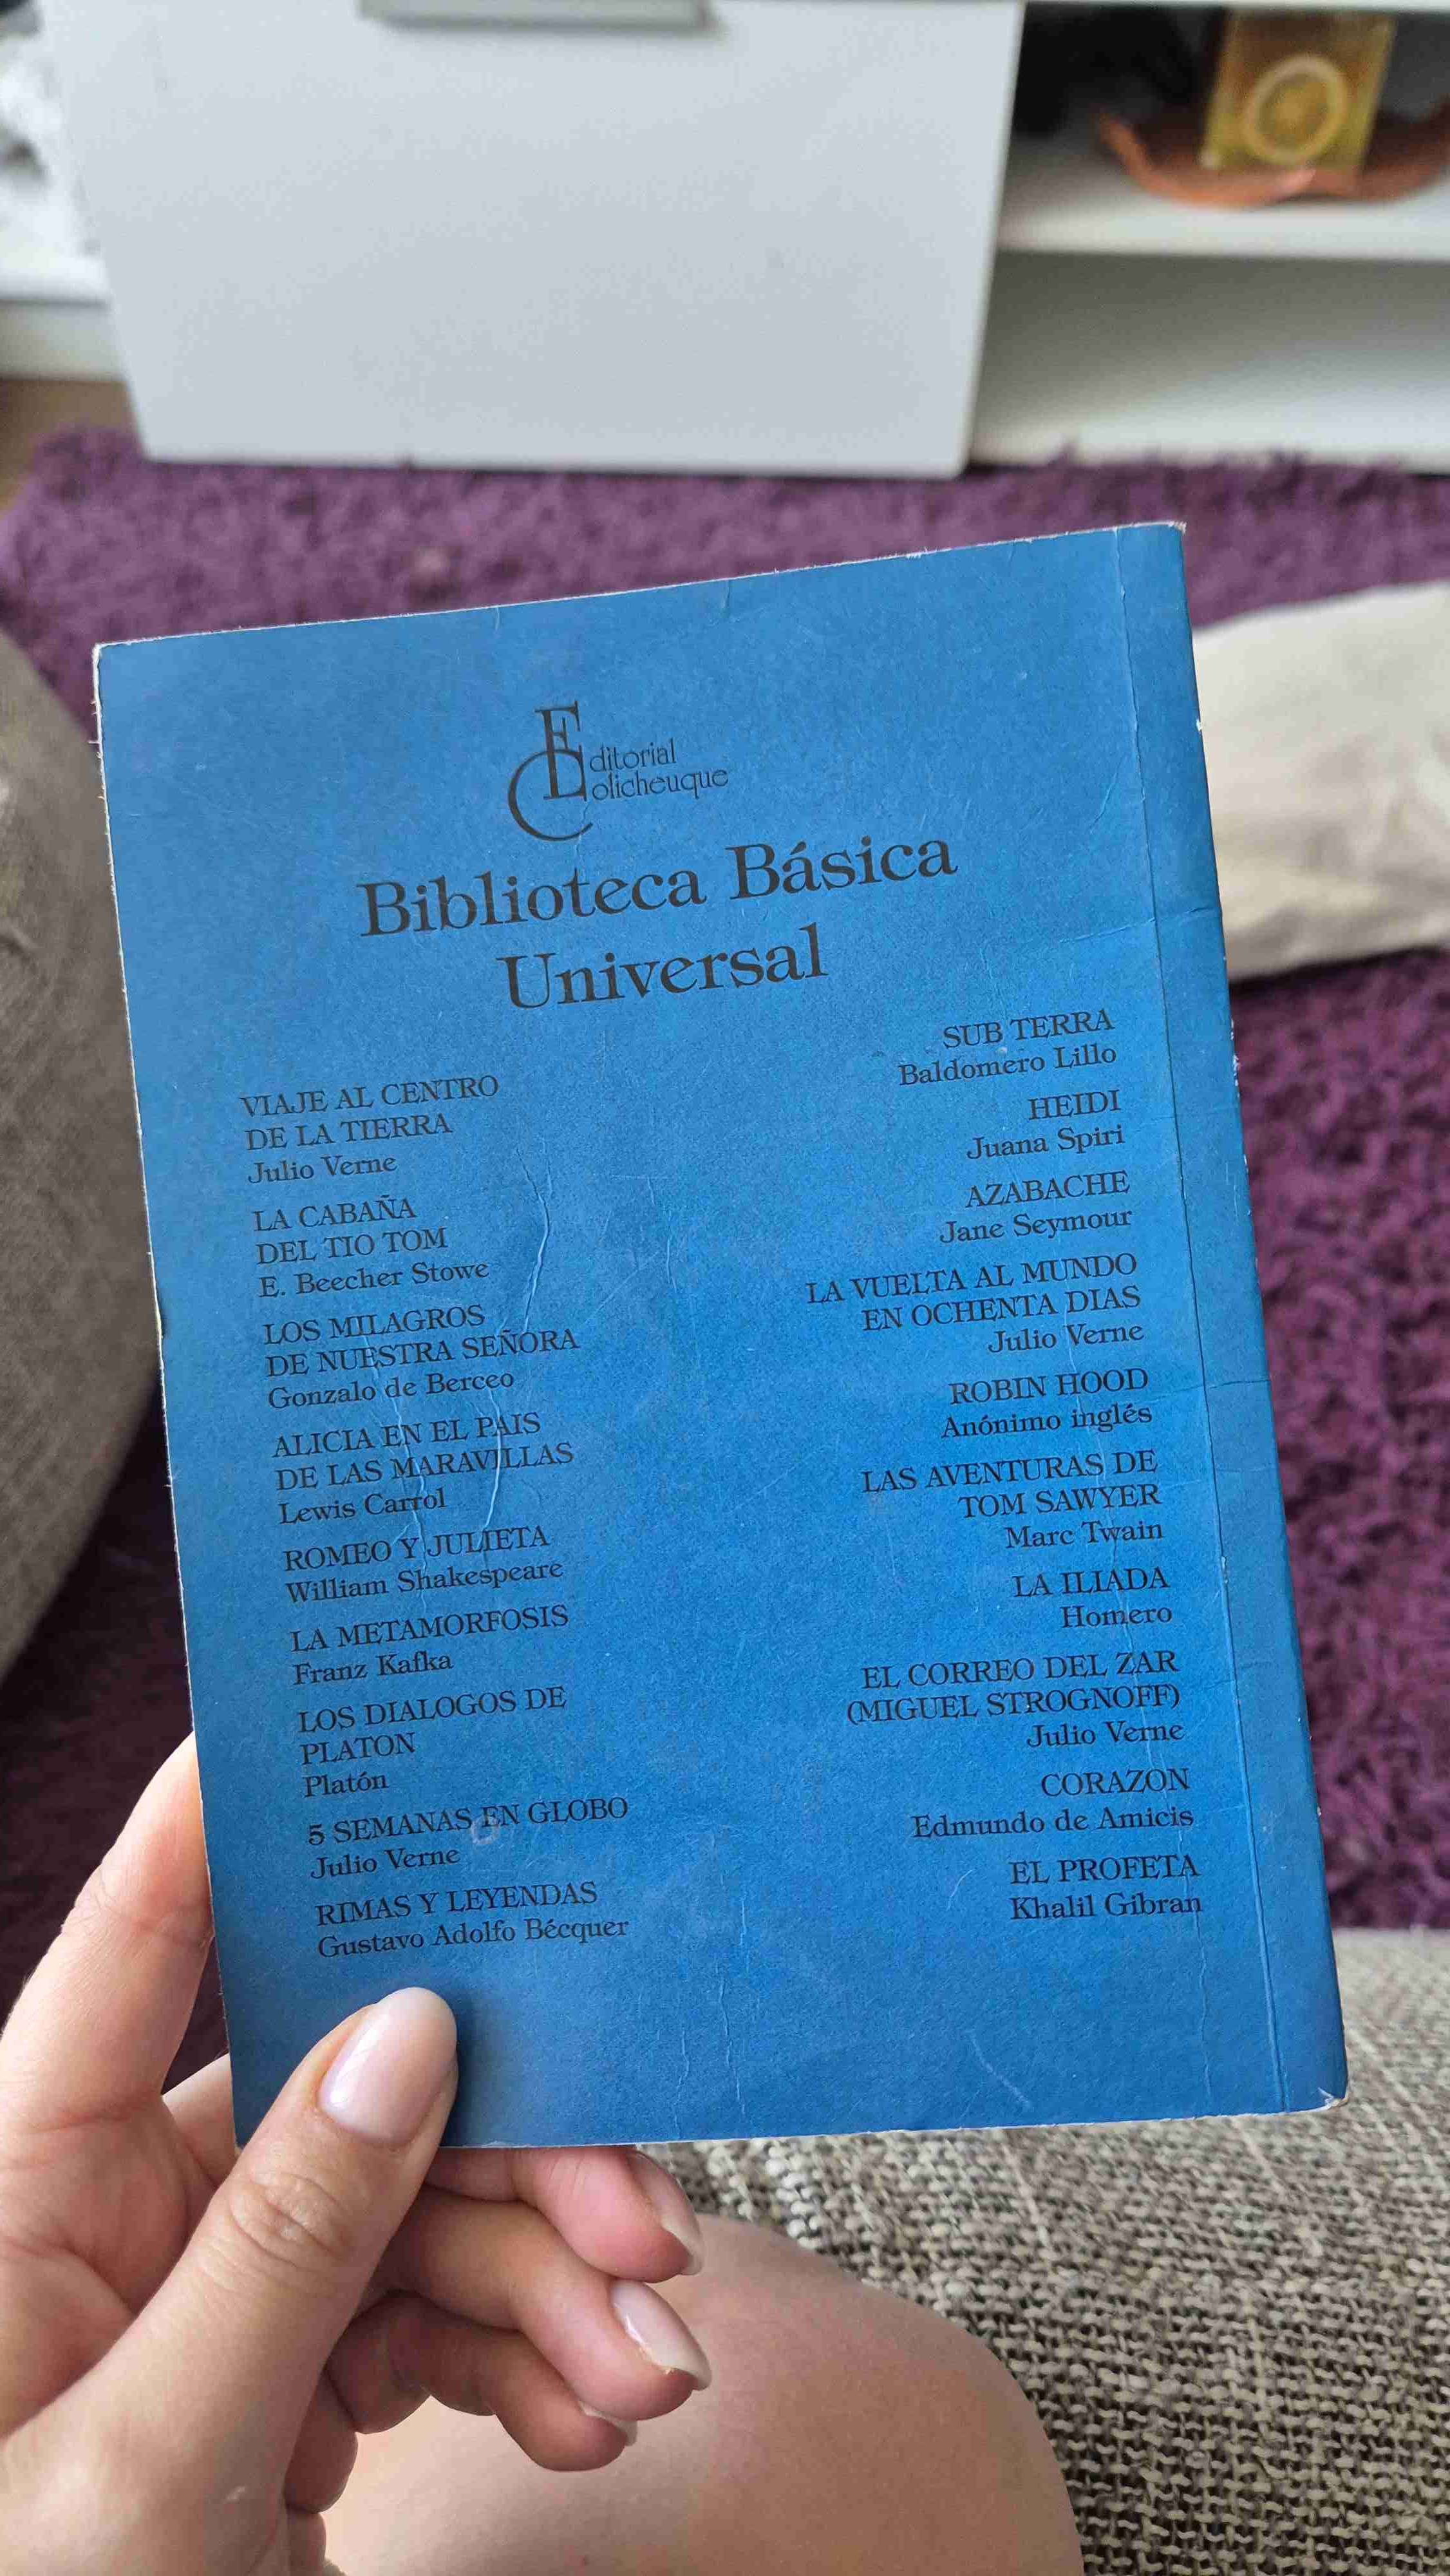 Editorial
Colicheuque
Biblioteca Básica
Universal
VIAJE AL CENTRO
DE LA TIERRA
Julio Verne
LA CABAÑA
DEL TIO TOM
E. Beecher Stowe
LOS MILAGROS
DE NUESTRA SEÑORA
Gonzalo de Berceo
ALICIA EN EL PAIS
DE LAS MARAVILLAS
Lewis Carrol
ROMEO Y JULIETA
William Shakespeare
LA METAMORFOSIS
Franz Kafka
LOS DIALOGOS DE
PLATON
Platón
5 SEMANAS EN GLOBO
Julio Verne
RIMAS Y LEYENDAS
Gustavo Adolfo Bécquer
SUB TERRA
Baldomero Lillo
HEIDI
Juana Spiri
AZABACHE
Jane Seymour
LA VUELTA AL MUNDO
EN OCHENTA DIAS
Julio Verne
ROBIN HOOD
Anónimo inglés
LAS AVENTURAS DE
TOM SAWYER
Marc Twain
LA ILIADA
Homero
EL CORREO DEL ZAR
(MIGUEL STROGNOFF)
Julio Verne
CORAZON
Edmundo de Amicis
EL PROFETA
Khalil Gibran